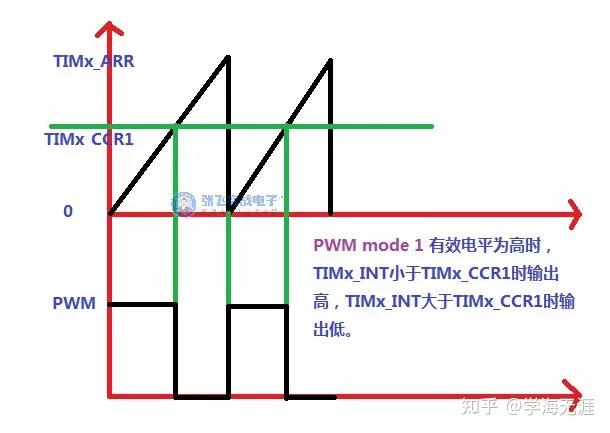 TIMx_ARR
TIMx_CCR1
张飞实战电子
0
PWM mode 1 有效电平为高时，
TIMx_INT小于TIMx_CCR1时输出
高，TIMx_INT大于TIMx_CCR1时输
出低。
PWM
知乎 @学海无涯